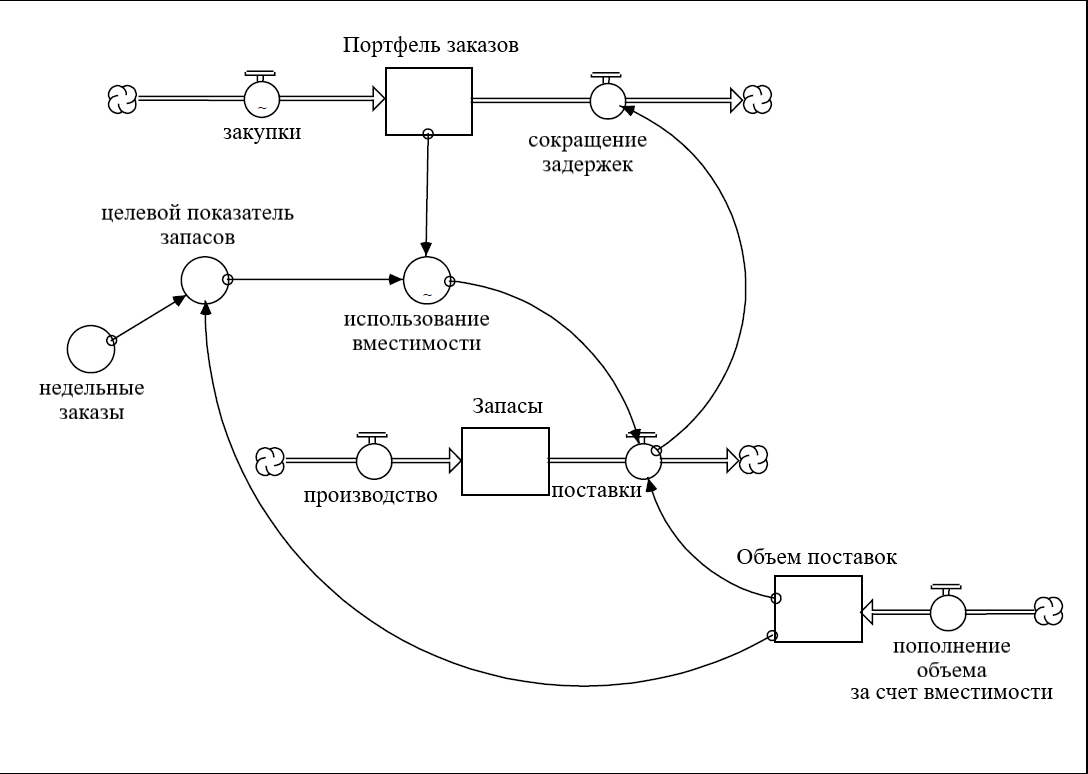 Портфель заказов
закупки
сокращение
задержек
целевой показатель
запасов
использование
вместимости
недельные
заказы
Запасы
производство
поставки
Объем поставок
пополнение
объема
за счет вместимости